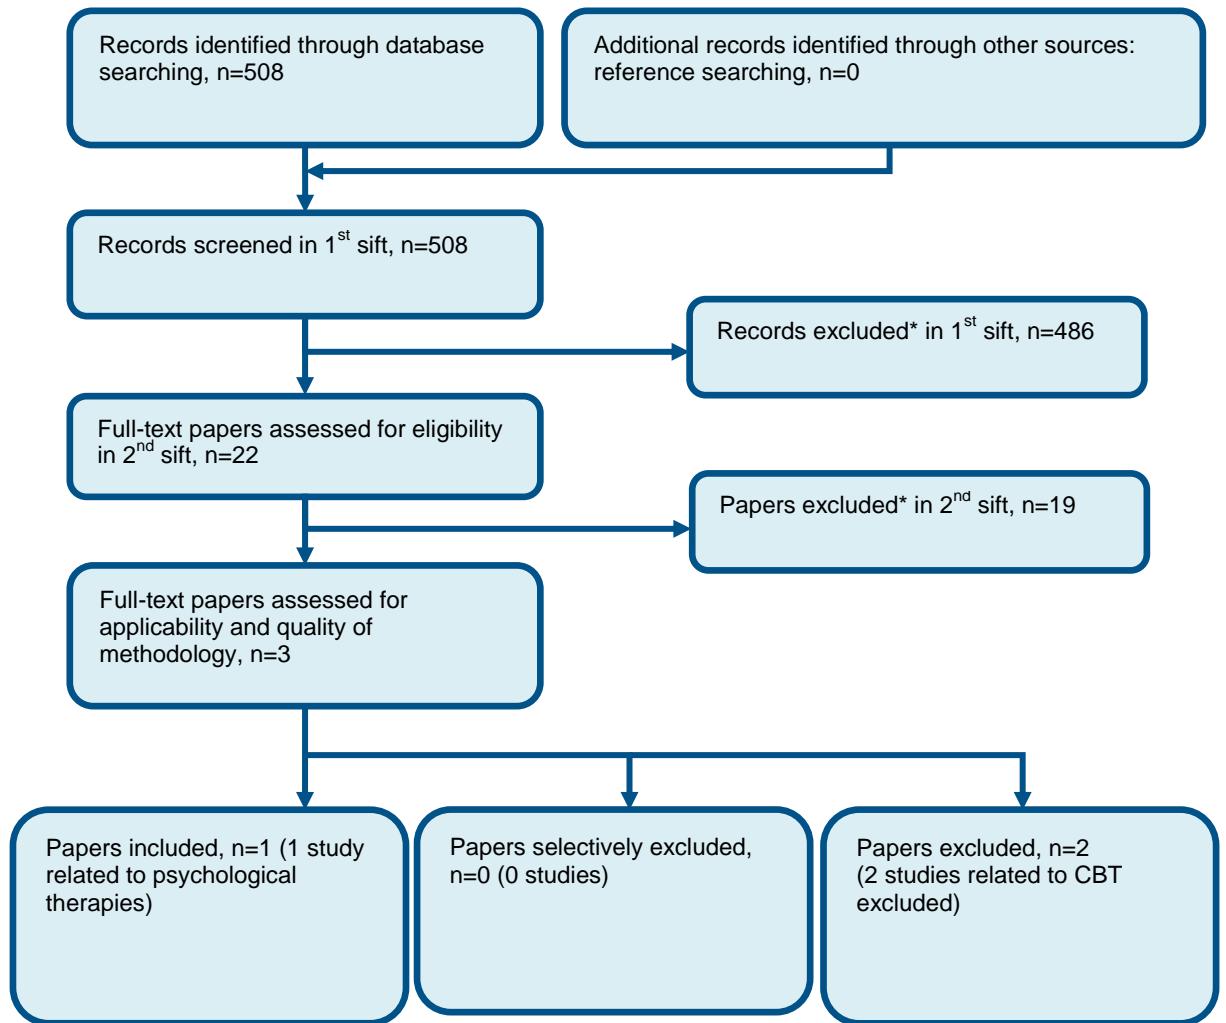 Records identified through database
searching, n=508
Additional records identified through other sources:
reference searching, n=0
Records screened in 1st sift, n=508
Records excluded* in 1st sift, n=486
Full-text papers assessed for eligibility
in 2nd sift, n=22
Papers excluded* in 2nd sift, n=19
Full-text papers assessed for
applicability and quality of
methodology, n=3
Papers included, n=1 (1 study
related to psychological
therapies)
Papers selectively excluded,
n=0 (0 studies)
Papers excluded, n=2
(2 studies related to CBT
excluded)